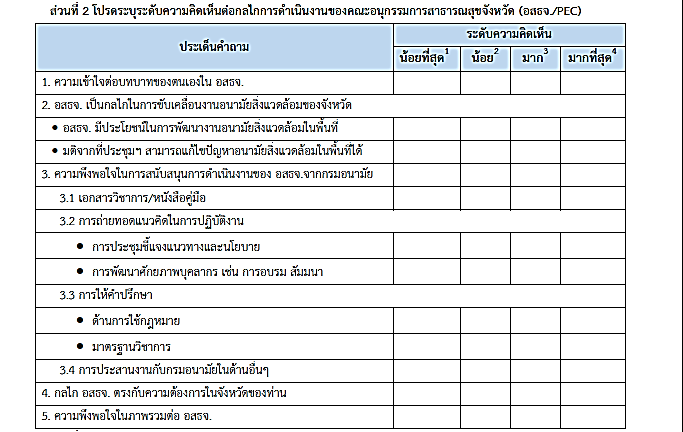 ส่วนที่ 2 โปรดระบุระดับความคิดเห็นต่อกลไกการดำเนินงานของคณะอนุกรรมการสาธารณสุขจังหวัด (อสธจ./PEC)
ประเด็นคำถาม
ระดับความคิดเห็น
น้อยที่สุด1 น้อย2 มาก3 มากที่สุด4
1. ความเข้าใจต่อบทบาทของตนเองใน อสธจ.
2. อสธจ. เป็นกลไกในการขับเคลื่อนงานอนามัยสิ่งแวดล้อมของจังหวัด
• อสธจ. มีประโยชน์ในการพัฒนางานอนามัยสิ่งแวดล้อมในพื้นที่
• มติจากที่ประชุมฯ สามารถแก้ไขปัญหาอนามัยสิ่งแวดล้อมในพื้นที่ได้
3. ความพึงพอใจในการสนับสนุนการดำเนินงานของ อสธจ.จากกรมอนามัย
3.1 เอกสารวิชาการ/หนังสือคู่มือ
3.2 การถ่ายทอดแนวคิดในการปฏิบัติงาน
• การประชุมชี้แจงแนวทางและนโยบาย
• การพัฒนาศักยภาพบุคลากร เช่น การอบรม สัมมนา
3.3 การให้คำปรึกษา
• ด้านการใช้กฎหมาย
• มาตรฐานวิชาการ
3.4 การประสานงานกับกรมอนามัยในด้านอื่นๆ
4. กลไก อสธจ. ตรงกับความต้องการในจังหวัดของท่าน
5. ความพึงพอใจในภาพรวมต่อ อสธจ.